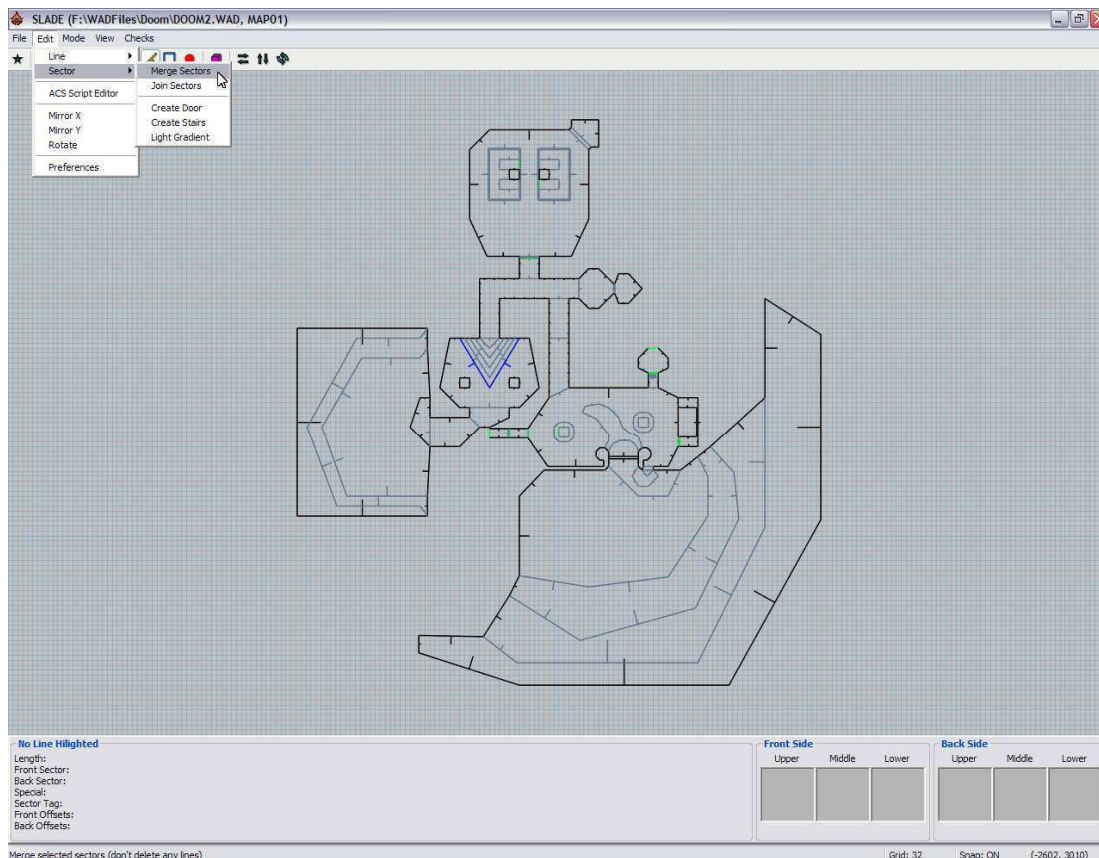 SLADE (F:\WADFiles\Doom\DOOM2.WAD, MAP01)
File Edit Mode View Checks
Line
Sector
ACS Script Editor
Mirror X
Mirror Y
Rotate
Preferences
Merge Sectors
Join Sectors
Create Door
Create Stairs
Light Gradient
No Line Hilighted
Length:
Front Sector:
Back Sector:
Special:
Sector Tag:
Front Offsets:
Back Offsets:
Front Side
Upper Middle Lower
Back Side
Upper Middle Lower
Merge selected sectors (don't delete any lines) Grid: 32 Snap: ON (-2602, 3010)